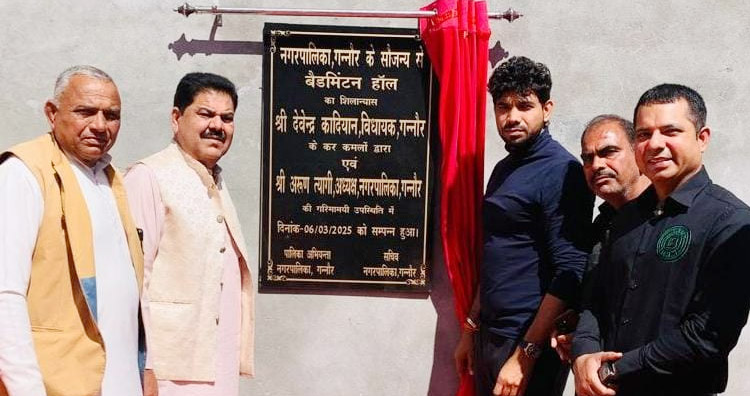 नगरपालिका,गन्नौर के सौजन्य से
बैडमिंटन हॉल
का शिलान्यास
श्री देवेन्द्र कादियान,विधायक,गन्नौर
के कर कमलों द्वारा
एवं
श्री अरूण त्यागी,अध्यक्ष,नगरपालिका,गन्नौर
की गरिमामयी उपस्थिति में
दिनांक-06/03/2025 को सम्पन्न हुआ।
पालिका अभियन्ता सचिव
नगरपालिका, गन्नौर नगरपालिका,गन्नौर